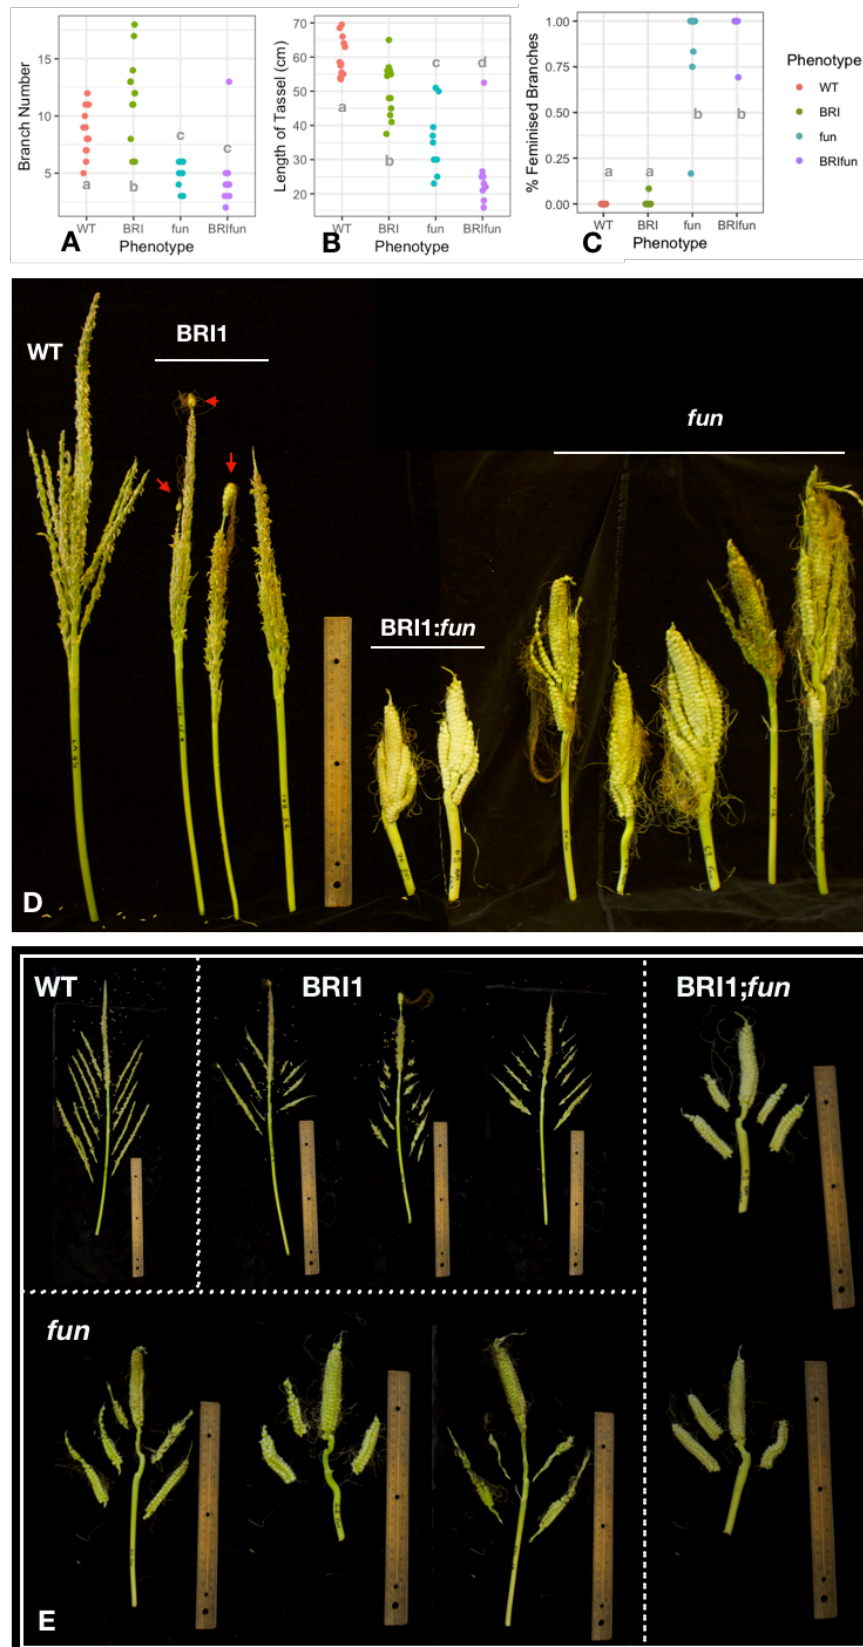 Branch Number
15
10
5
a
b
c
c
WT
BRI
fun
BRIfun
A
Phenotype
Length of Tassel (cm)
70
60
50
40
30
20
a
b
c
d
WT
BRI
fun
BRIfun
B
Phenotype
% Feminised Branches
1.00
0.75
0.50
0.25
0.00
a
a
b
b
WT
BRI
fun
BRIfun
C
Phenotype
Phenotype
WT
BRI
fun
BRIfun
WT
BRI1
fun
BRI1:fun
D
WT
BRI1
BRI1;fun
fun
E